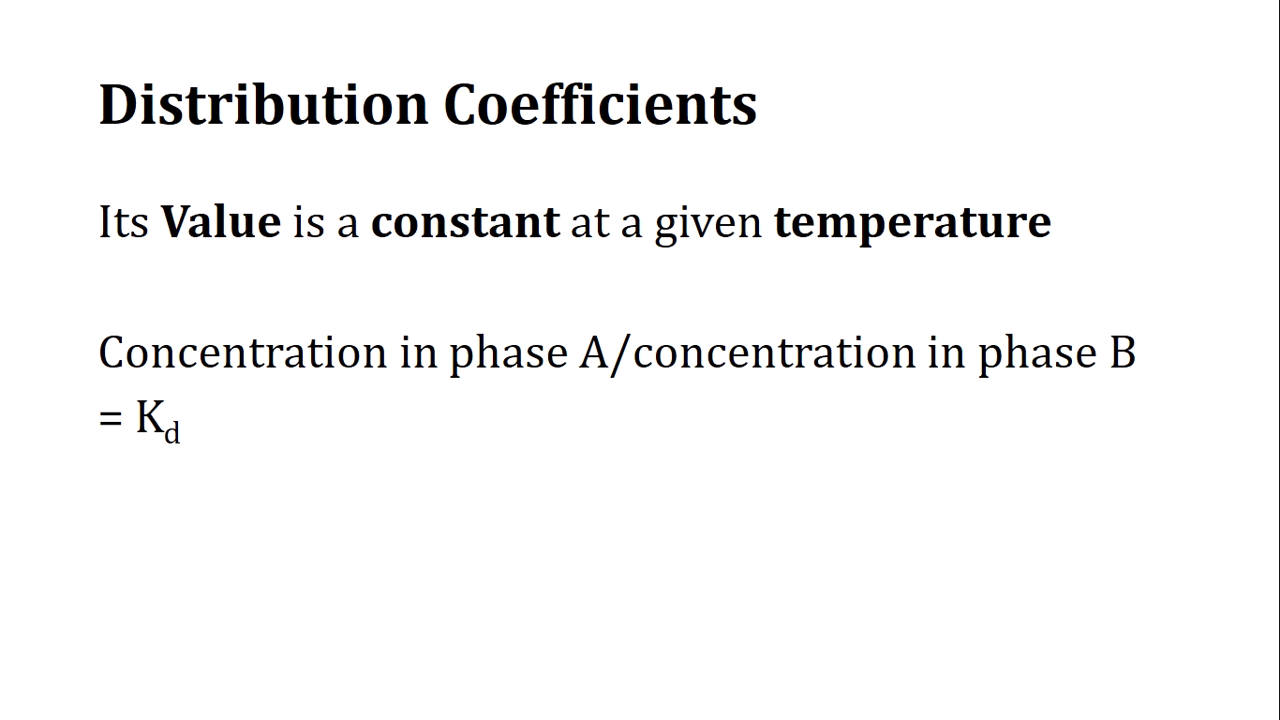 Distribution Coefficients
Its Value is a constant at a given temperature
Concentration in phase A/concentration in phase B
= Kd